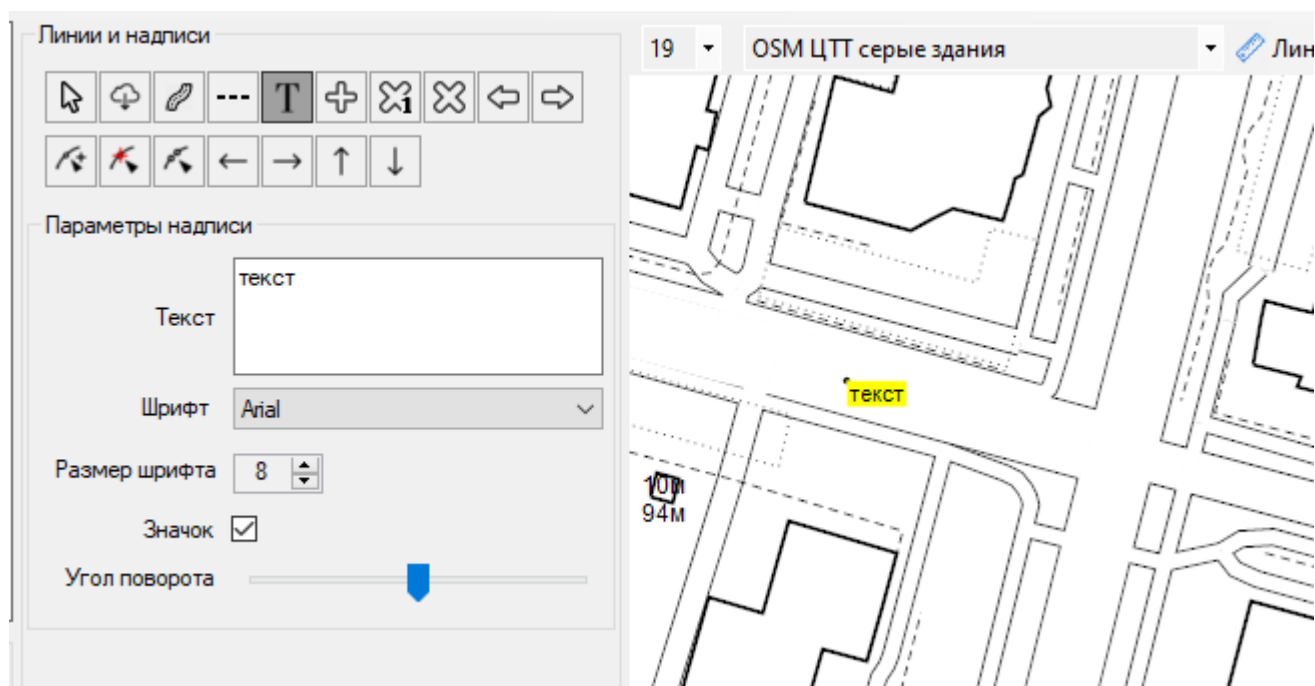 Линии и надписи
19
OSM ЦТТ серые здания
Лин
T
1
Параметры надписи
Текст
текст
Шрифт
Arial
Размер шрифта
8
Значок
Угол поворота
текст
10м
94м